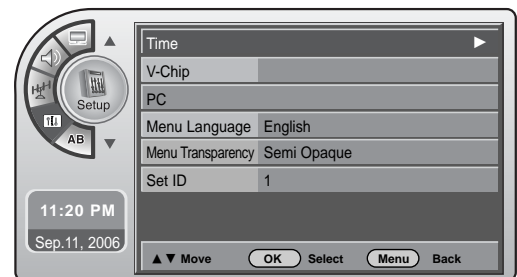 Setup
AB
11:20 PM
Sep.11, 2006
Time
V-Chip
PC
Menu Language English
Menu Transparency Semi Opaque
Set ID 1
▲▼ Move OK Select Menu Back